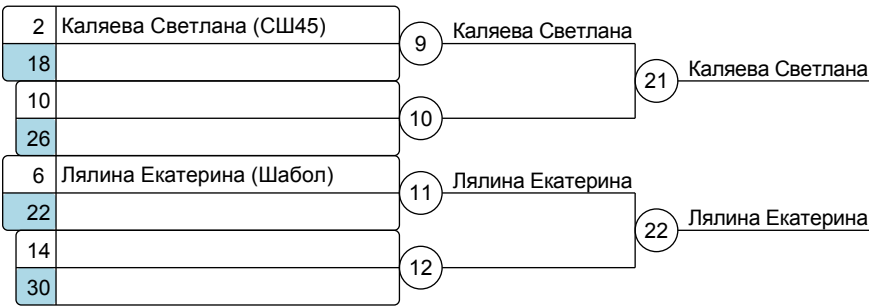 2 Каляева Светлана (СШ45)
18
9 Каляева Светлана
10
26
10
21 Каляева Светлана
6 Лялина Екатерина (Шабол)
22
11 Лялина Екатерина
14
30
12
22 Лялина Екатерина